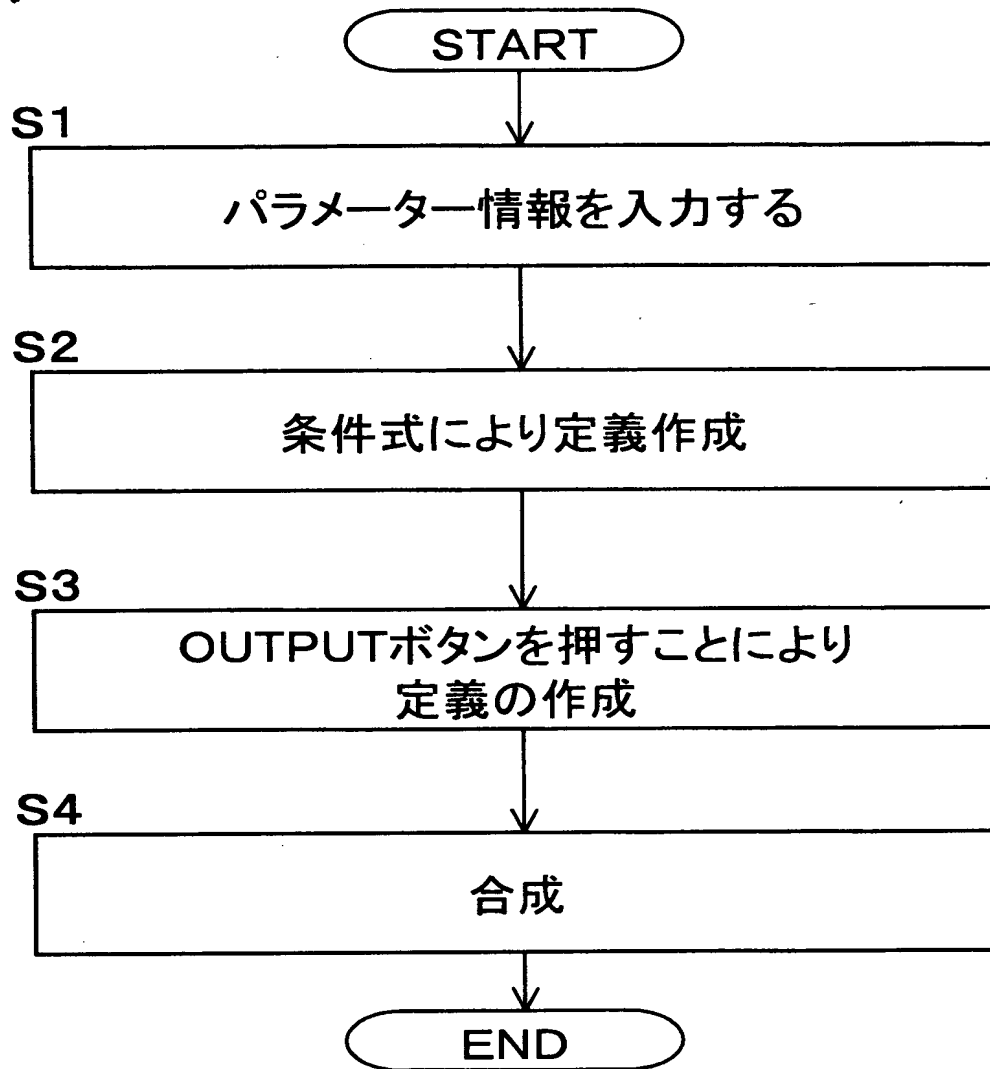 START
S1
パラメーター情報を入力する
S2
条件式により定義作成
S3
OUTPUTボタンを押すことにより
定義の作成
S4
合成
END